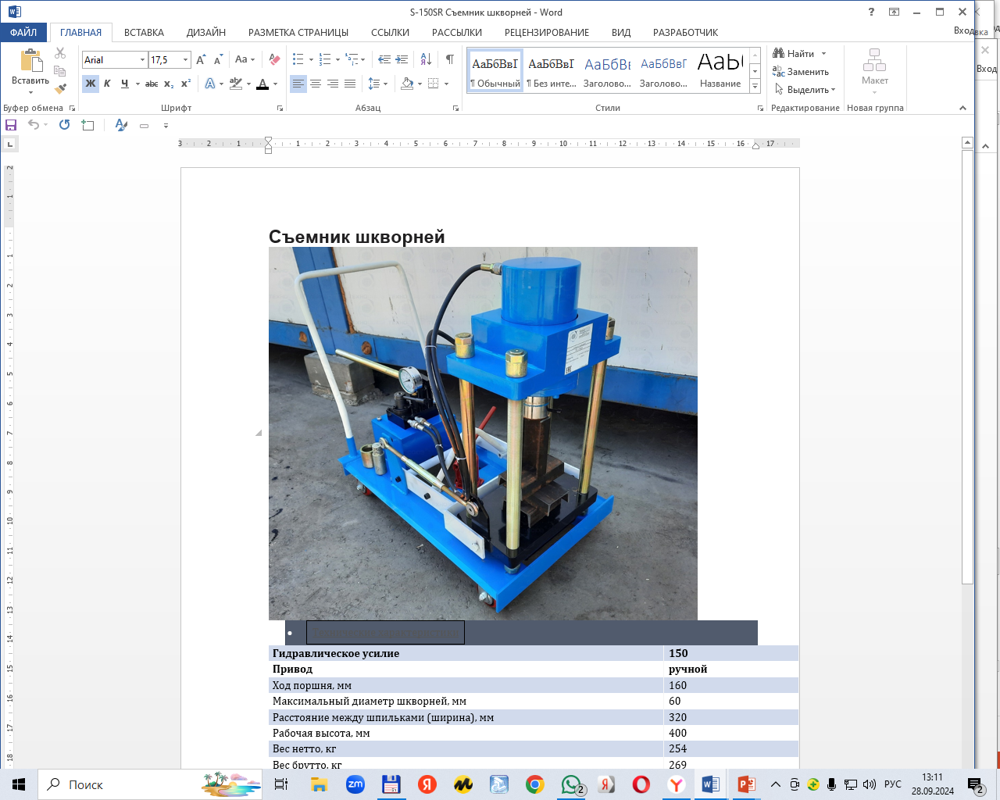 S-150SR Съемник шкворней - Word
ФАЙЛ ГЛАВНАЯ ВСТАВКА ДИЗАЙН РАЗМЕТКА СТРАНИЦЫ ССЫЛКИ РАССЫЛКИ РЕЦЕНЗИРОВАНИЕ ВИД РАЗРАБОТЧИК Вход
Вставить
Буфер обмена
Arial 17,5
Ж К Ч abc x₂ x²
Шрифт
Абзац
АаБбВвГ АаБбВвГ АаБбВв АаБбВвГ АаБ
¶ Обычный ¶ Без инте... Заголово... Заголово... Название
Стили
Найти
Заменить
Выделить
Редактирование
Макет
Новая группа
Вход
3 2 1 1 2 3 4 5 6 7 8 9 10 11 12 13 14 15 16 17
Съемник шкворней
Гидравлическое усилие 150
Привод ручной
Ход поршня, мм 160
Максимальный диаметр шкворней, мм 60
Расстояние между шпильками (ширина), мм 320
Рабочая высота, мм 400
Вес нетто, кг 254
Вес брутто, кг 269
Поиск
zm
РУС
13:11
28.09.2024
2
2